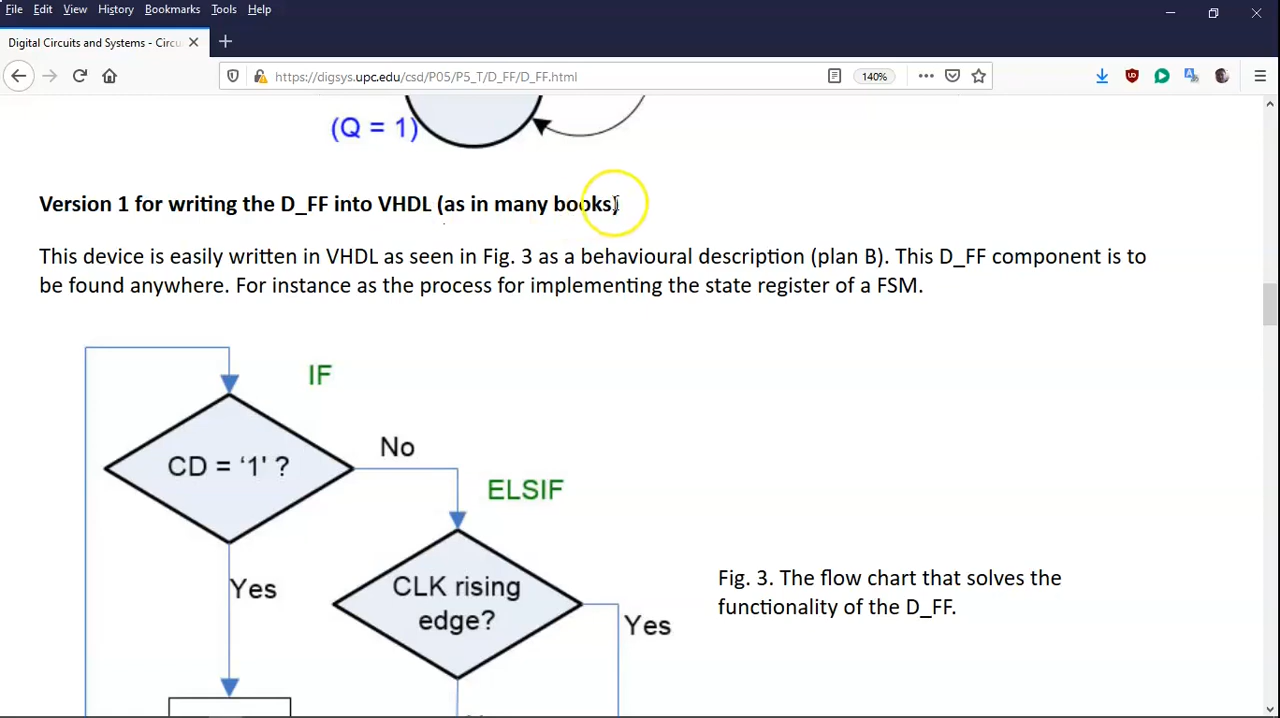 File Edit View History Bookmarks Tools Help
Digital Circuits and Systems - Circu
https://digsys.upc.edu/csd/P05/P5_T/D_FF/D_FF.html 140%
(Q = 1)
Version 1 for writing the D_FF into VHDL (as in many books)
This device is easily written in VHDL as seen in Fig. 3 as a behavioural description (plan B). This D_FF component is to
be found anywhere. For instance as the process for implementing the state register of a FSM.
IF
CD = ‘1' ?
No
ELSIF
Yes
CLK rising
edge?
Yes
Fig. 3. The flow chart that solves the
functionality of the D_FF.